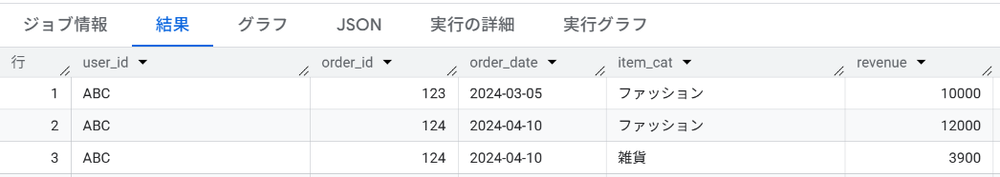 ジョブ情報 結果 グラフ JSON 実行の詳細 実行グラフ
行 user_id order_id order_date item_cat revenue
1 ABC 123 2024-03-05 ファッション 10000
2 ABC 124 2024-04-10 ファッション 12000
3 ABC 124 2024-04-10 雑貨 3900